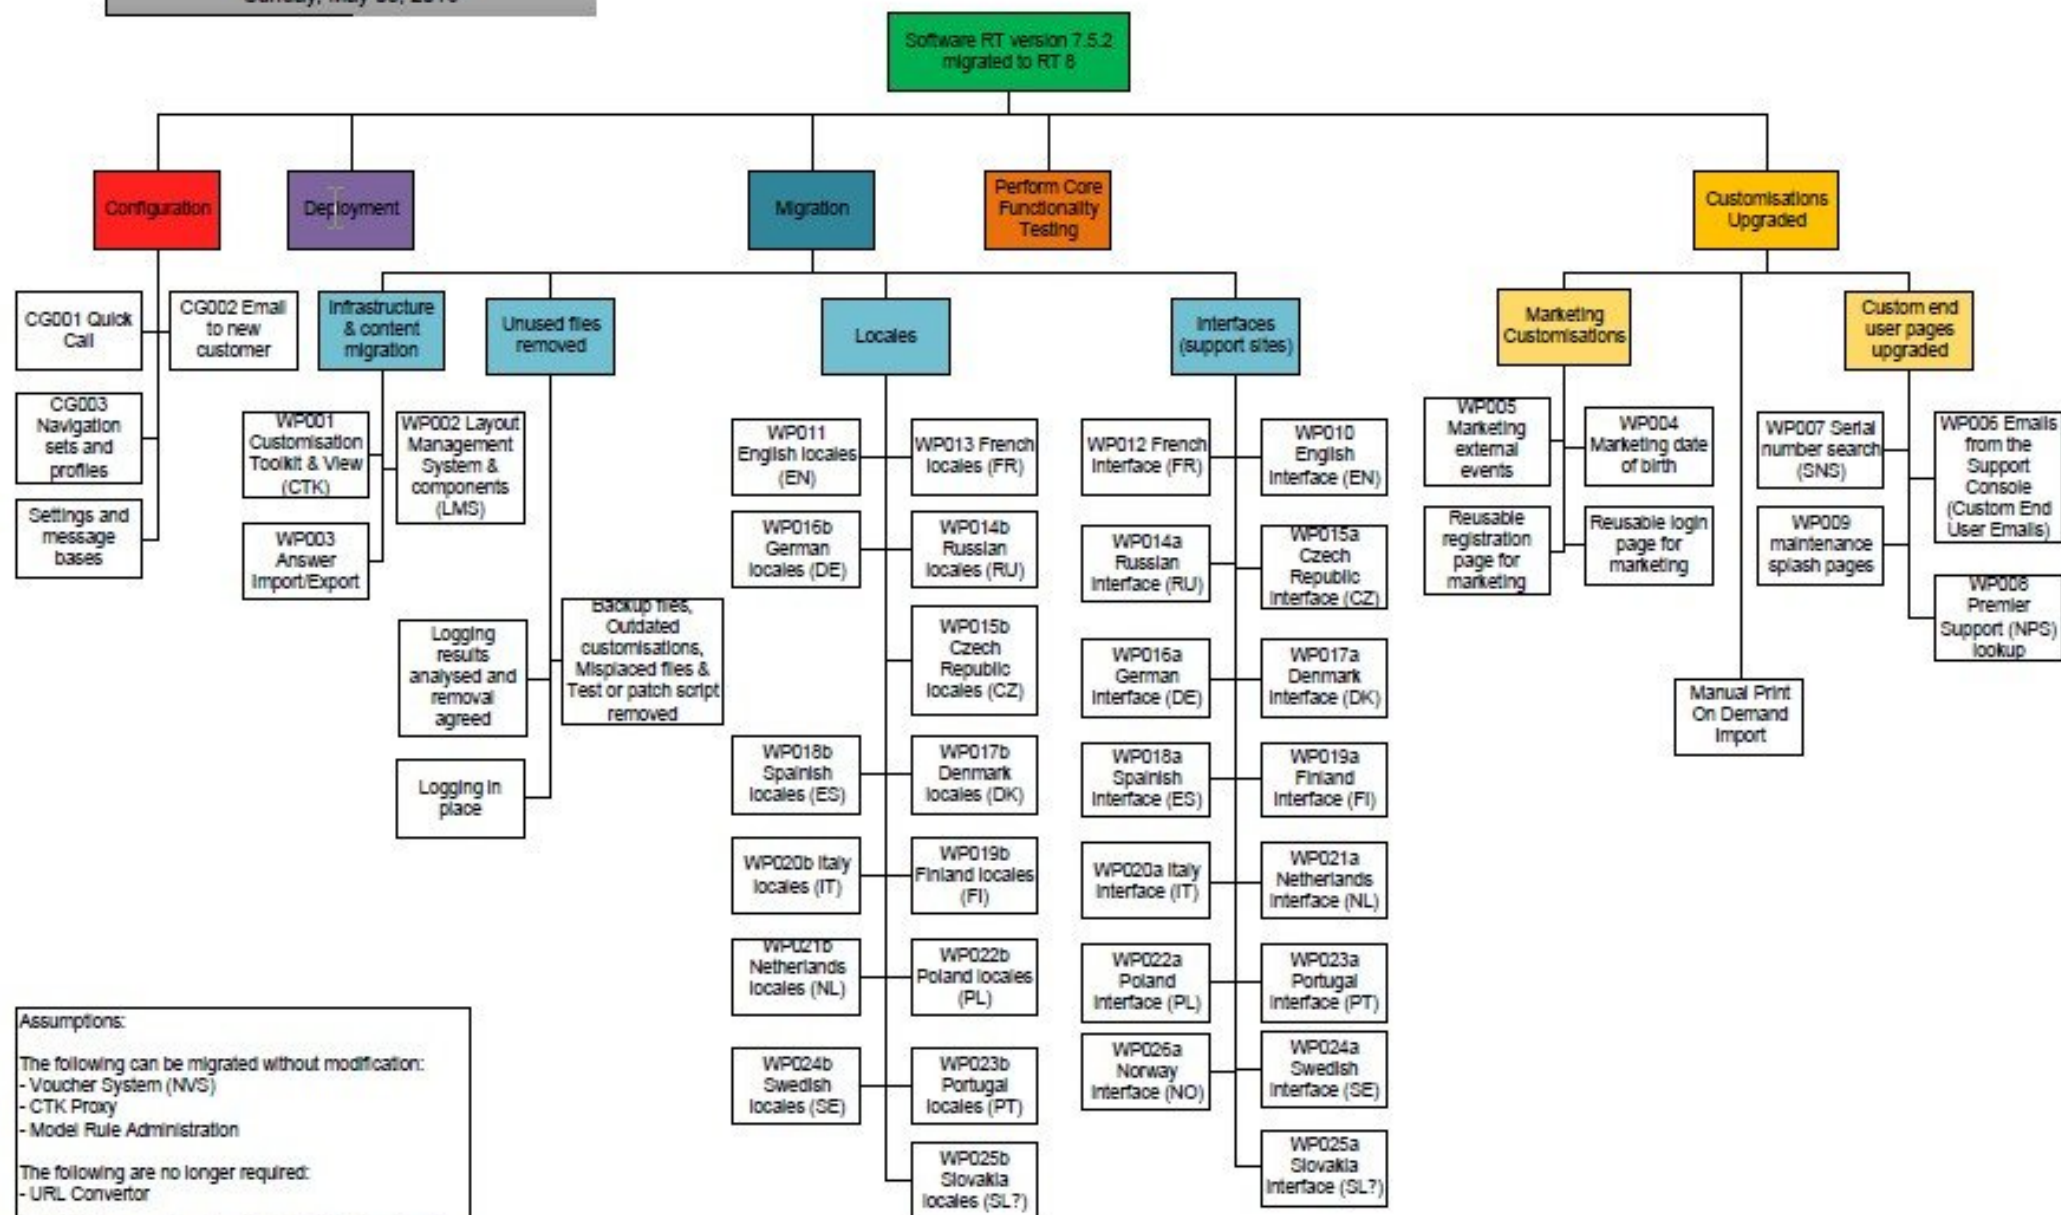 Software RT version 7.5.2
migrated to RT 8
Configuration
Deployment
Migration
Perform Core
Functionality
Testing
Customisations
Upgraded
CG001 Quick
Call
CG002 Email
to new
customer
CG003
Navigation
sets and
profiles
Settings and
message
bases
Infrastructure
& content
migration
WP001
Customisation
Toolkit & View
(CTK)
WP002 Layout
Management
System &
components
(LMS)
WP003
Answer
Import/Export
Unused files
removed
Logging
results
analysed and
removal
agreed
Backup files,
Outdated
customisations,
Misplaced files &
Test or patch script
removed
Logging in
place
Locales
WP011
English locales
(EN)
WP013 French
locales (FR)
WP016b
German
locales (DE)
WP014b
Russian
locales (RU)
WP015b
Czech
Republic
locales (CZ)
WP018b
Spainish
locales (ES)
WP017b
Denmark
locales (DK)
WP020b Italy
locales (IT)
WP019b
Finland locales
(FI)
WP021b
Netherlands
locales (NL)
WP022b
Poland locales
(PL)
WP024b
Swedish
locales (SE)
WP023b
Portugal
locales (PT)
WP025b
Slovakia
locales (SL?)
Interfaces
(support sites)
WP012 French
Interface (FR)
WP010
English
Interface (EN)
WP014a
Russian
Interface (RU)
WP015a
Czech
Republic
Interface (CZ)
WP016a
German
Interface (DE)
WP017a
Denmark
Interface (DK)
WP018a
Spainish
Interface (ES)
WP019a
Finland
Interface (FI)
WP020a Italy
Interface (IT)
WP021a
Netherlands
Interface (NL)
WP022a
Poland
Interface (PL)
WP023a
Portugal
Interface (PT)
WP026a
Norway
Interface (NO)
WP024a
Swedish
Interface (SE)
WP025a
Slovakia
Interface (SL?)
Marketing
Customisations
WP005
Marketing
external
events
WP004
Marketing date
of birth
Reusable
registration
page for
marketing
Reusable login
page for
marketing
Manual Print
On Demand
Import
Custom end
user pages
upgraded
WP007 Serial
number search
(SNS)
WP006 Emails
from the
Support
Console
(Custom End
User Emails)
WP009
maintenance
splash pages
WP008
Premier
Support (NPS)
lookup
Assumptions:
The following can be migrated without modification:
- Voucher System (NVS)
- CTK Proxy
- Model Rule Administration
The following are no longer required:
- URL Convertor